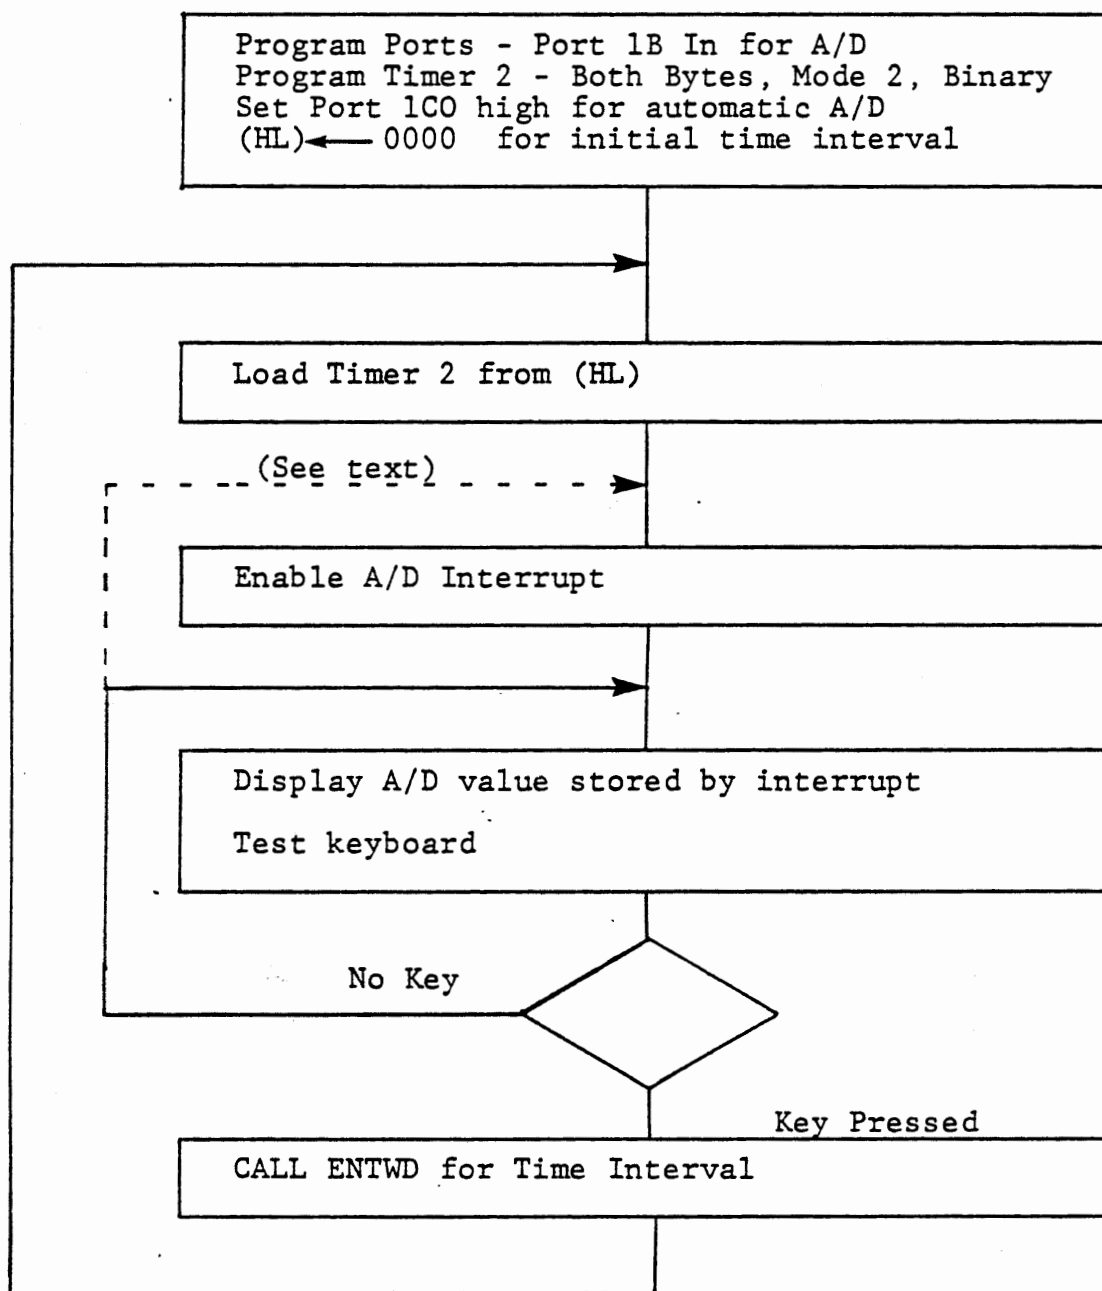 Program Ports - Port 1B In for A/D
Program Timer 2 - Both Bytes, Mode 2, Binary
Set Port 1C0 high for automatic A/D
(HL)← 0000 for initial time interval
Load Timer 2 from (HL)
(See text)
Enable A/D Interrupt
Display A/D value stored by interrupt
Test keyboard
No Key
Key Pressed
CALL ENTWD for Time Interval